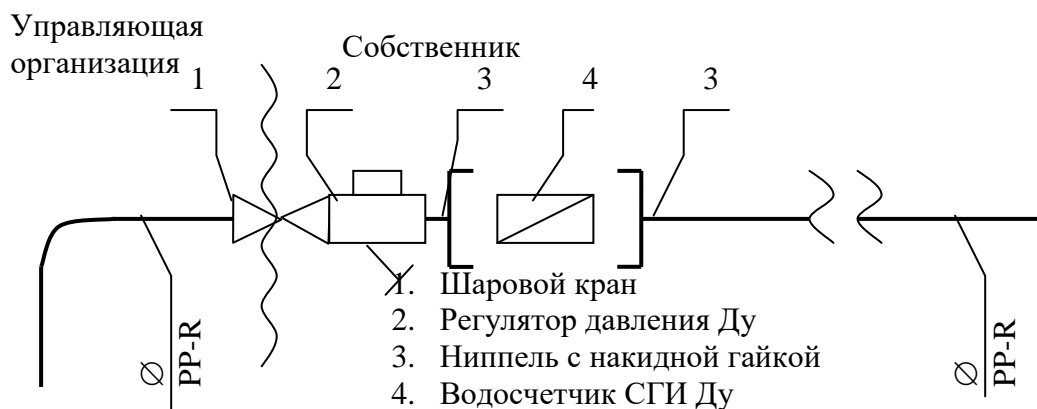 Управляющая
организация
Собственник
1 2 3 4 3
1. Шаровой кран
2. Регулятор давления Ду
3. Ниппель с накидной гайкой
4. Водосчетчик СГИ Ду
∅
PP-R
∅
PP-R